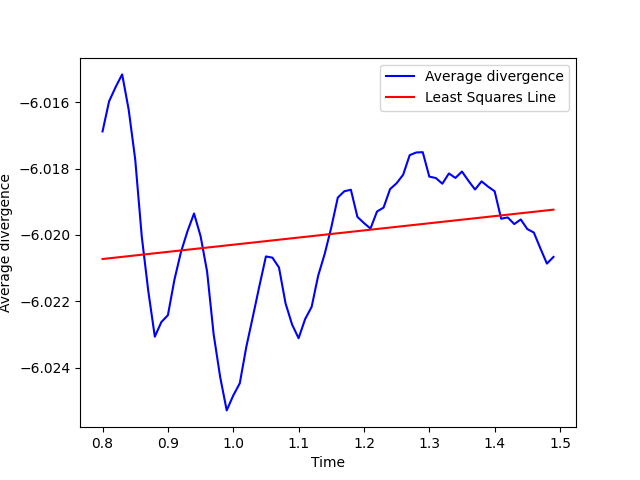 Average divergence
Least Squares Line
−6.016
−6.018
−6.020
−6.022
−6.024
Average divergence
0.8 0.9 1.0 1.1 1.2 1.3 1.4 1.5
Time